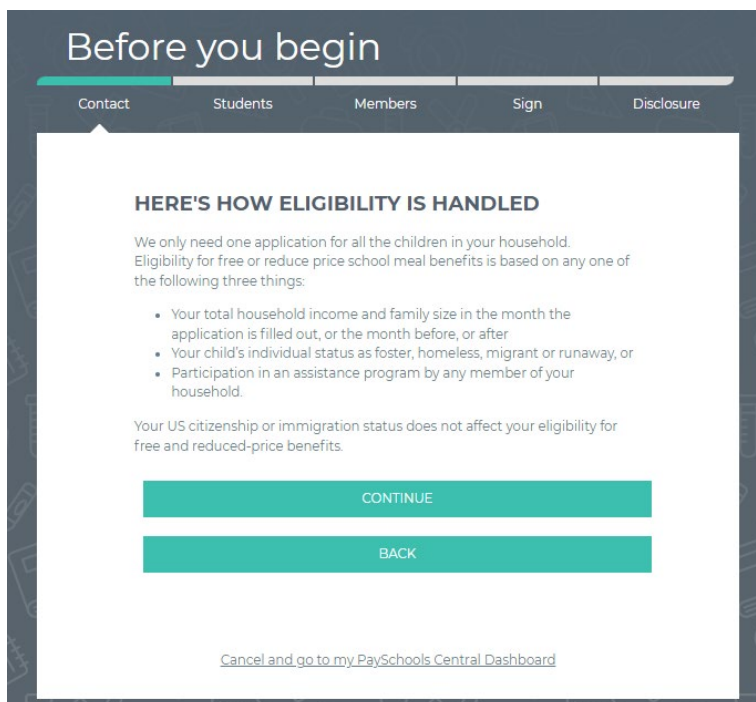 Before you begin
Contact
Students
Members
Sign
Disclosure
HERE'S HOW ELIGIBILITY IS HANDLED
We only need one application for all the children in your household.
Eligibility for free or reduce price school meal benefits is based on any one of
the following three things:
• Your total household income and family size in the month the
application is filled out, or the month before, or after
• Your child's individual status as foster, homeless, migrant or runaway, or
• Participation in an assistance program by any member of your
household.
Your US citizenship or immigration status does not affect your eligibility for
free and reduced-price benefits.
CONTINUE
BACK
Cancel and go to my PaySchools Central Dashboard